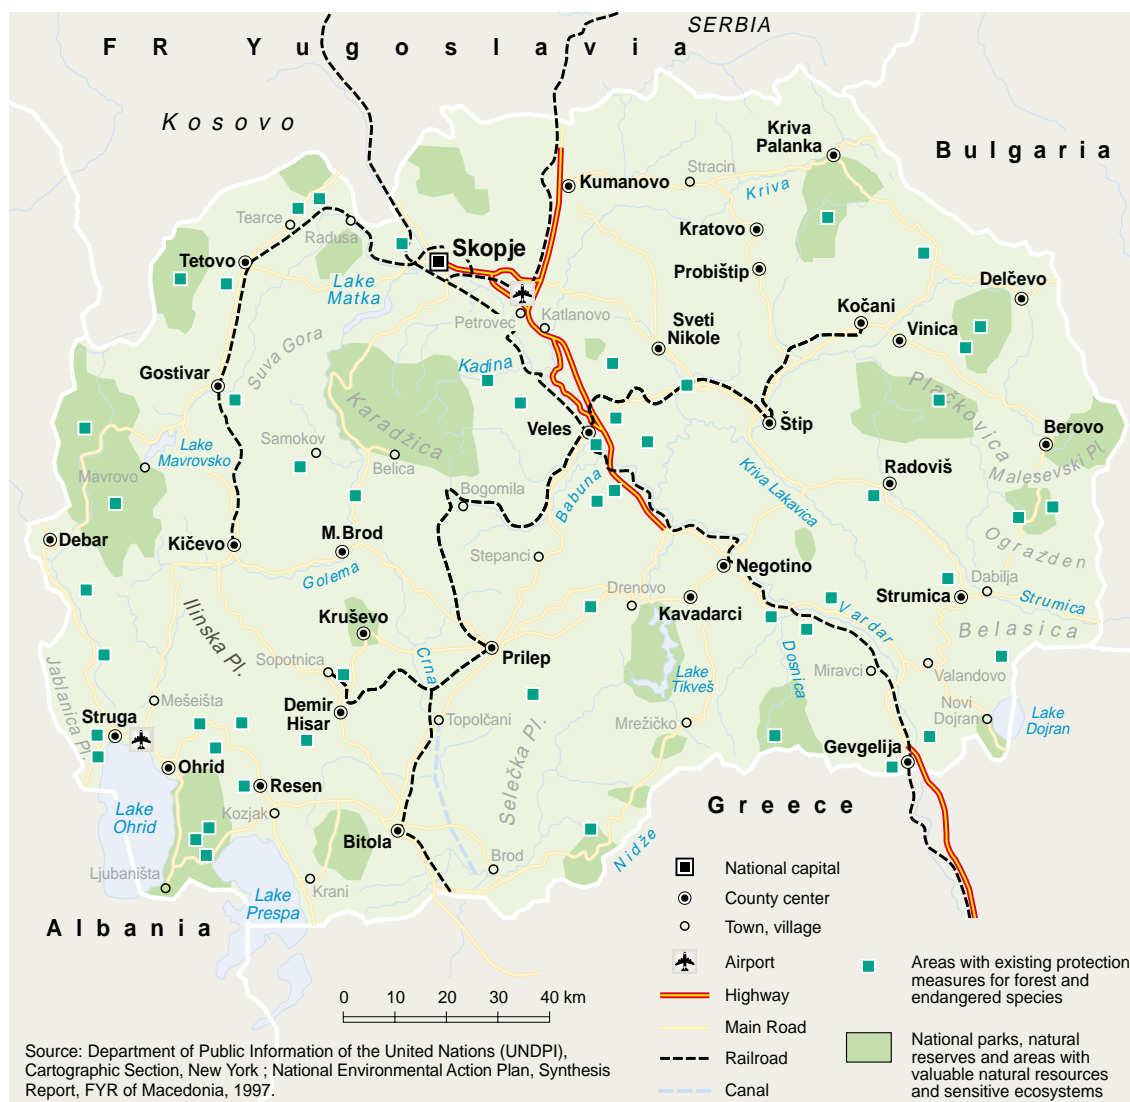 SERBIA
FR Yugoslavia
Kosovo
Kriva
Palanka
Bulgaria
Stracin
Kumanovo
Kriva
Tearce
Radusa
Kratovo
Skopje
Tetovo
Probištip
Lake
Matka
Delčevo
Kočani
Petrovec
Katlanovo
Sveti
Nikole
Vinica
Suva Gora
Kadina
Gostivar
Plačkovica
Karadžica
Veles
Štip
Berovo
Samokov
Lake
Mavrovsko
Belica
Mavrovo
Radoviš
Malesevski Pl.
Kriva Lakavica
Babuna
Bogomila
M.Brod
Debar
Kičevo
Stepanci
Ogražden
Golema
Negotino
Drenovo
Dabilja
Strumica
Strumica
Kavadarci
Ilinska Pl.
Kruševo
Vardar
Belasica
Dosnica
Crna
Prilep
Sopotnica
Jablanica Pl.
Lake
Tikveš
Miravci
Valandovo
Mešeišta
Demir
Hisar
Topolčani
Mrežičko
Novi
Dojran
Lake
Dojran
Struga
Selečka Pl.
Gevgelija
Ohrid
Resen
Lake
Ohrid
Kozjak
Greece
Bitola
Nidže
Brod
Ljubaništa
Krani
Lake
Prespa
Albania
National capital
County center
Town, village
Airport
Highway
Main Road
Railroad
Canal
Areas with existing protection
measures for forest and
endangered species
National parks, natural
reserves and areas with
valuable natural resources
and sensitive ecosystems
0 10 20 30 40 km
Source: Department of Public Information of the United Nations (UNDPI),
Cartographic Section, New York ; National Environmental Action Plan, Synthesis
Report, FYR of Macedonia, 1997.